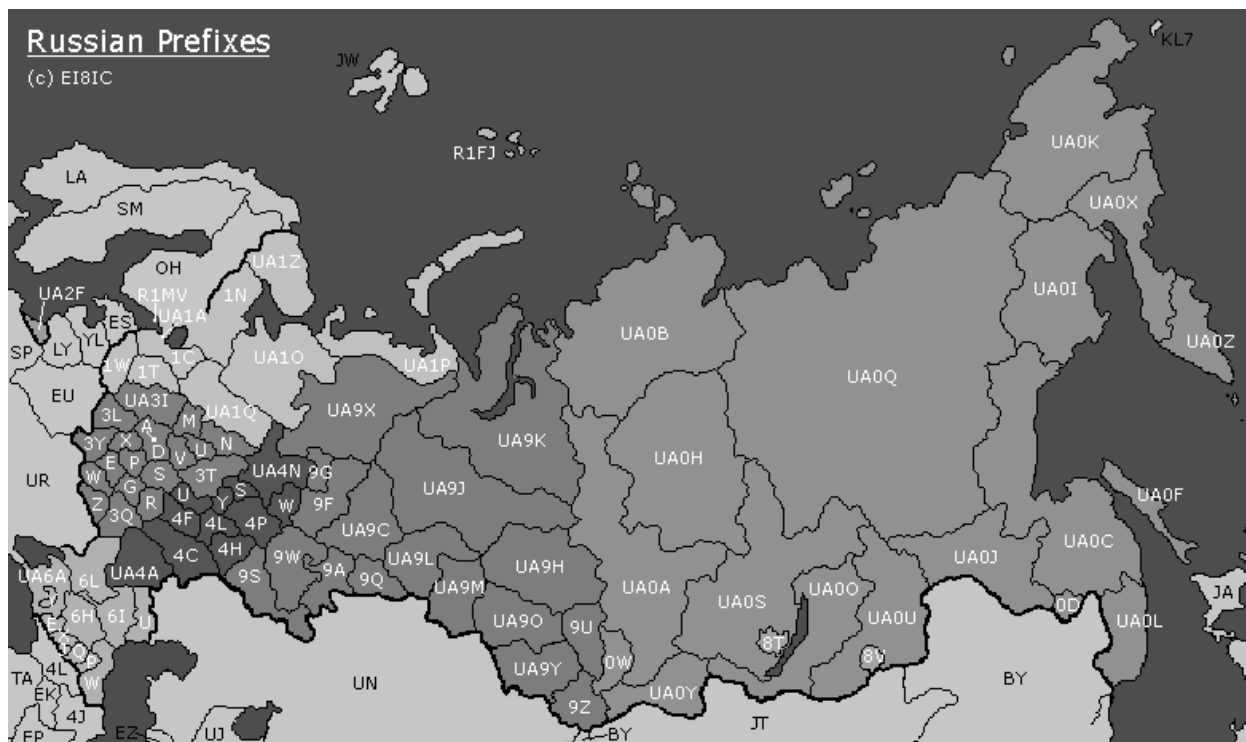 Russian Prefixes
(c) EI8IC
JW
KL7
R1FJ
UA0K
LA
SM
UA0X
OH
UA1Z
UA2F
R1MV
1N
UA0I
ES
UA1A
UA0B
UA0Z
SP
LY
YL
1W
1C
UA1O
UA1P
1T
UA0Q
EU
UA3I
UA1Q
UA9X
3L
M
A
3Y
X
D
U
N
UA9K
E
P
V
UA0H
W
S
3T
UA4N
9G
UR
G
UA9J
Z
R
U
Y
S
W
9F
UA0F
3Q
4F
4L
4P
UA9C
4C
4H
9W
UA9L
UA9H
UA0J
UA0C
UA6A
6L
UA4A
9S
9A
9Q
UA9M
UA0A
UA0S
UA0O
UA0U
0D
JA
6H
6I
U
UA9O
9U
UA0L
E
X
Q
P
8T
8V
TA
4L
W
UA9Y
0W
UN
UA0Y
BY
EK
4J
9Z
JT
EP
EZ
UJ
BY